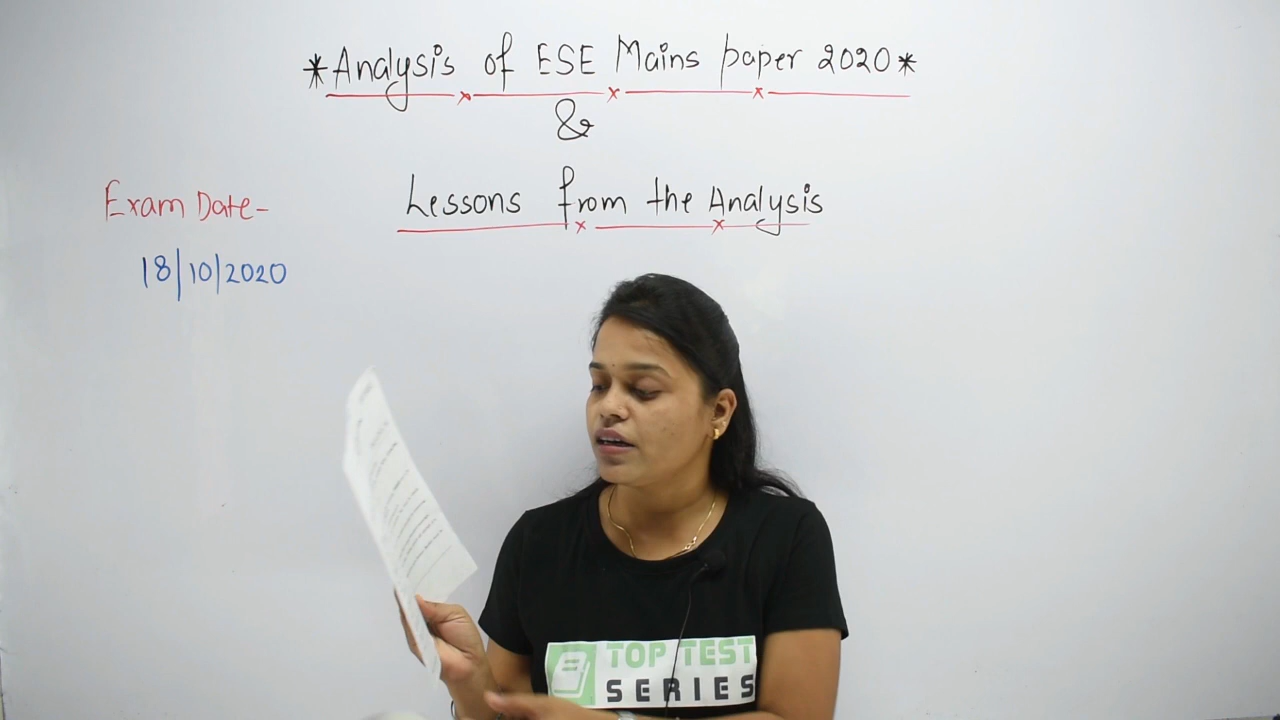 *Analysis of ESE Mains paper 2020*
&
Lessons from the Analysis
Exam Date-
18/10/2020
TOP TEST
SERIES